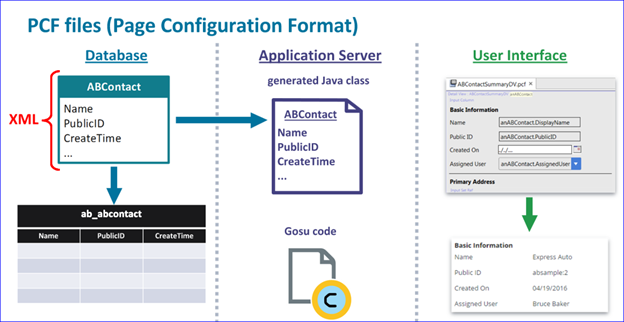 PCF files (Page Configuration Format)
Database
Application Server
User Interface
generated Java class
XML
ABContact
Name
PublicID
CreateTime
...
ABContact
Name
PublicID
CreateTime
...
ABContactSummaryDV.pcf
Basic Information
Name anABContact.DisplayName
Public ID anABContact.PublicID
Created On ../../...
Assigned User anABContact.AssignedUser
Primary Address
ab_abcontact
Name PublicID CreateTime
Gosu code
C
Basic Information
Name Express Auto
Public ID absample:2
Created On 04/19/2016
Assigned User Bruce Baker